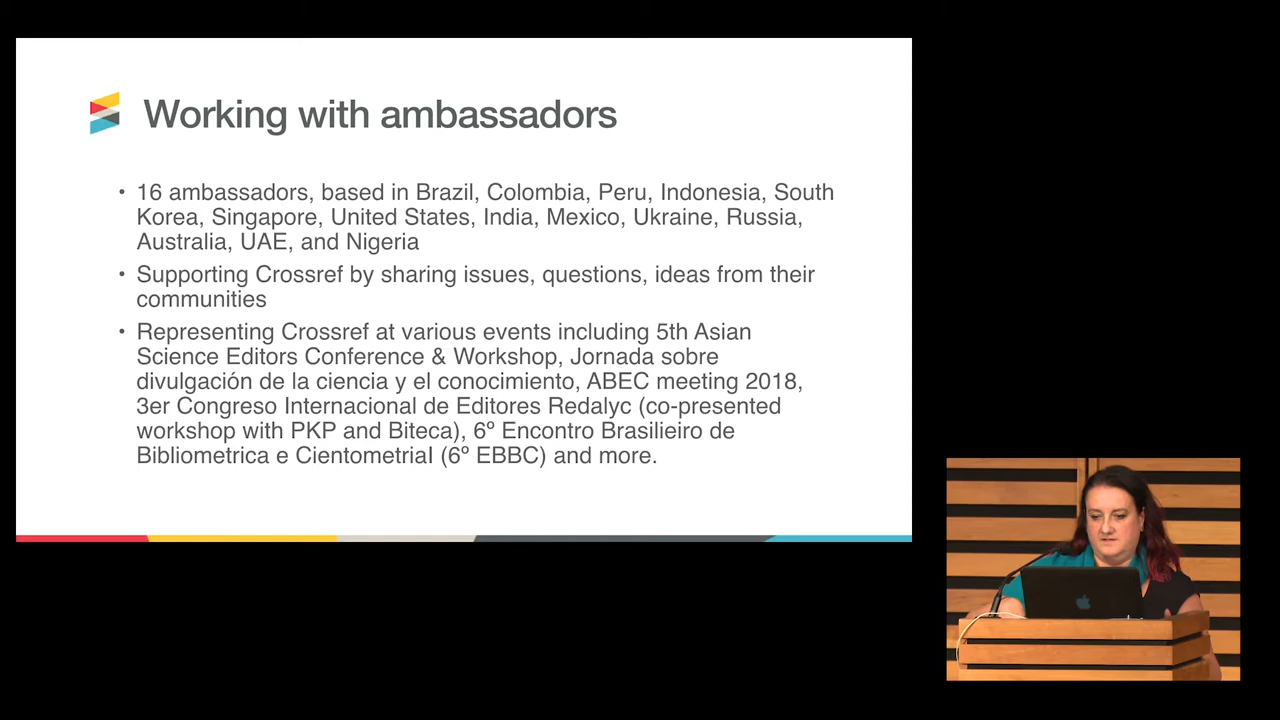 Working with ambassadors
• 16 ambassadors, based in Brazil, Colombia, Peru, Indonesia, South
Korea, Singapore, United States, India, Mexico, Ukraine, Russia,
Australia, UAE, and Nigeria
• Supporting Crossref by sharing issues, questions, ideas from their
communities
• Representing Crossref at various events including 5th Asian
Science Editors Conference & Workshop, Jornada sobre
divulgación de la ciencia y el conocimiento, ABEC meeting 2018,
3er Congreso Internacional de Editores Redalyc (co-presented
workshop with PKP and Biteca), 6º Encontro Brasilieiro de
Bibliometrica e Cientometrial (6º EBBC) and more.